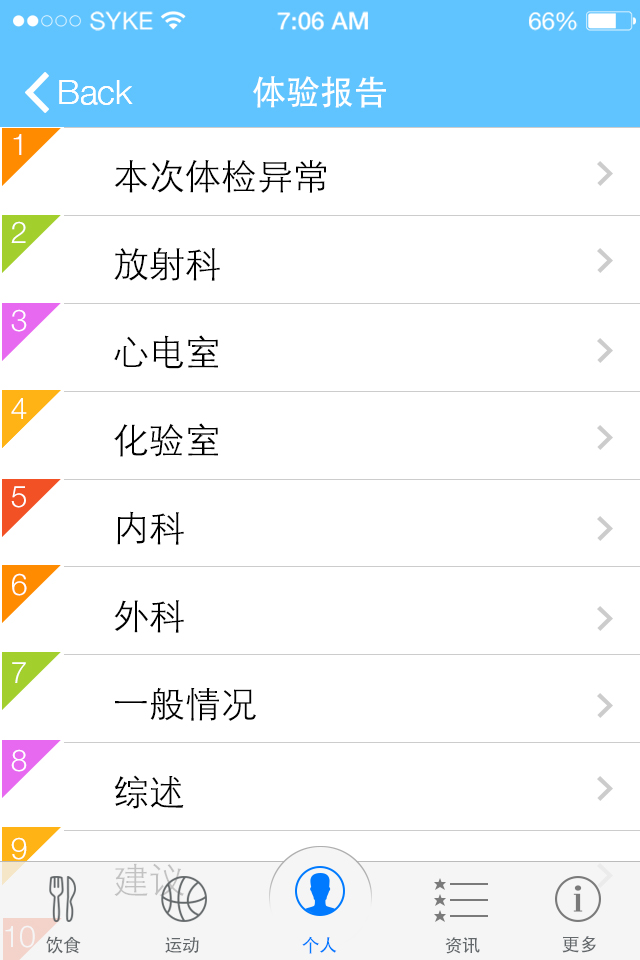 SYKE 7:06 AM 66%
Back 体验报告
1 本次体检异常
2 放射科
3 心电室
4 化验室
5 内科
6 外科
7 一般情况
8 综述
9 建议
10
饮食 运动 个人 资讯 更多